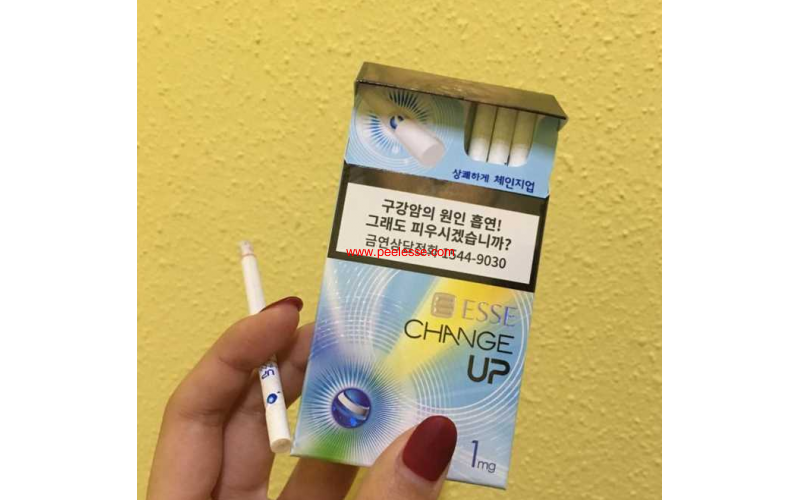 상쾌하게 체인지업
구강암의 원인 흡연!
그래도 피우시겠습니까?
금연상담전화 1544-9030
www.peelesse.com
ESSE
CHANGE
UP
1mg
UP